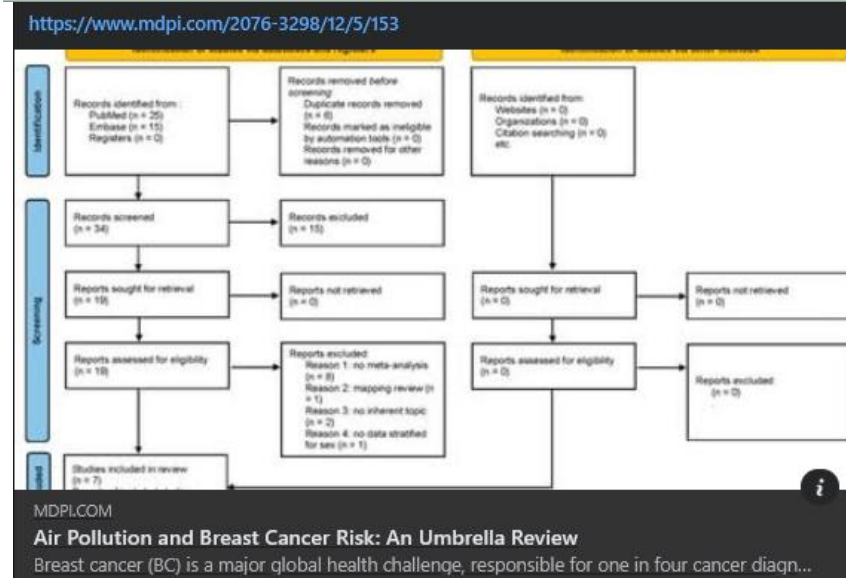 https://www.mdpi.com/2076-3298/12/5/153
Identification
Records identified from :
PubMed (n = 25)
Embase (n = 15)
Registers (n = 0)
Records removed before
screening:
Duplicate records removed
(n = 6)
Records marked as ineligible
by automation tools (n = 0)
Records removed for other
reasons (n = 0)
Records identified from:
Websites (n = 0)
Organizations (n = 0)
Citation searching (n = 0)
etc.
Screening
Records screened
(n = 34)
Records excluded
(n = 15)
Reports sought for retrieval
(n = 19)
Reports not retrieved
(n = 0)
Reports sought for retrieval
(n = 0)
Reports not retrieved
(n = 0)
Reports assessed for eligibility
(n = 19)
Reports excluded:
Reason 1: no meta-analysis
(n = 8)
Reason 2: mapping review (n
= 1)
Reason 3: no inherent topic
(n = 2)
Reason 4: no data stratified
for sex (n = 1)
Reports assessed for eligibility
(n = 0)
Reports excluded
(n = 0)
Studies included in review
(n = 7)
i
MDPI.COM
Air Pollution and Breast Cancer Risk: An Umbrella Review
Breast cancer (BC) is a major global health challenge, responsible for one in four cancer diagn...